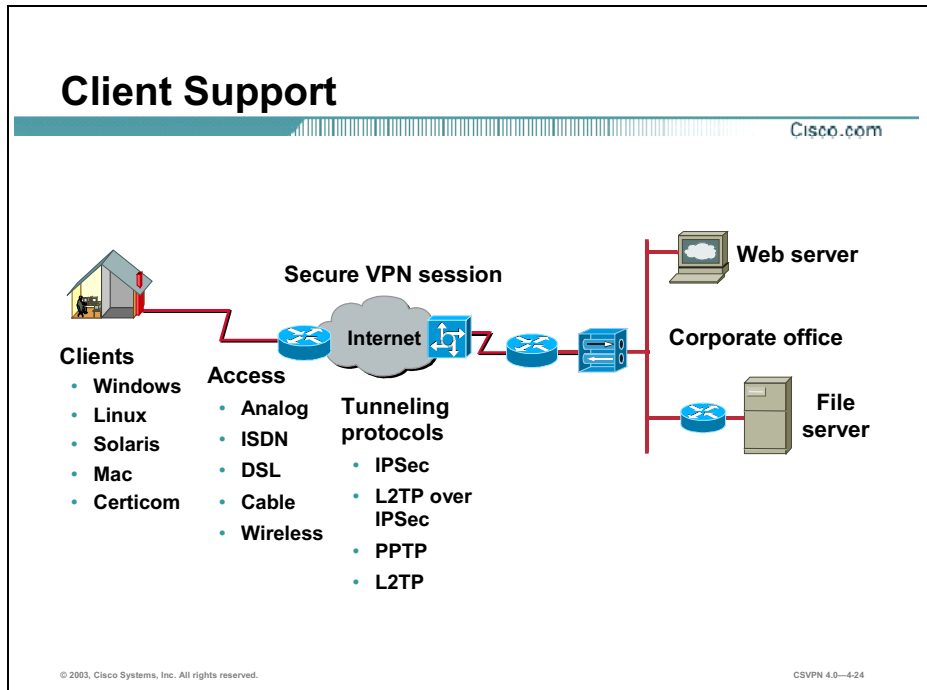 Client Support
Cisco.com
Secure VPN session
Internet
Web server
Corporate office
File
server
Clients
• Windows
• Linux
• Solaris
• Mac
• Certicom
Access
• Analog
• ISDN
• DSL
• Cable
• Wireless
Tunneling
protocols
• IPSec
• L2TP over
IPSec
• PPTP
• L2TP
© 2003, Cisco Systems, Inc. All rights reserved.
CSVPN 4.0—4-24